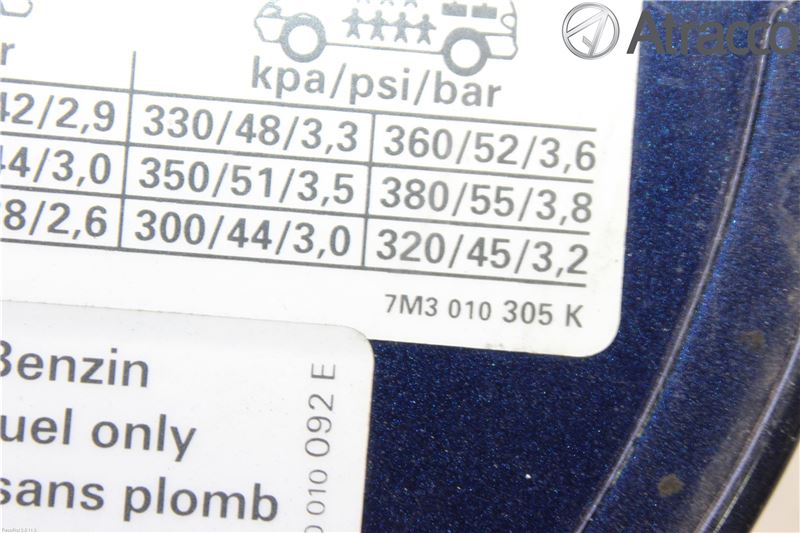 Atracco
r
kpa/psi/bar
42/2,9 330/48/3,3 360/52/3,6
44/3,0 350/51/3,5 380/55/3,8
38/2,6 300/44/3,0 320/45/3,2
7M3 010 305 K
Benzin
uel only
sans plomb
0 010 092 E